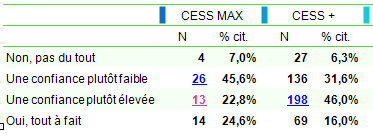 CESS MAX CESS +
N % cit. N % cit.
Non, pas du tout 4 7,0% 27 6,3%
Une confiance plutôt faible 26 45,6% 136 31,6%
Une confiance plutôt élevée 13 22,8% 198 46,0%
Oui, tout à fait 14 24,6% 69 16,0%